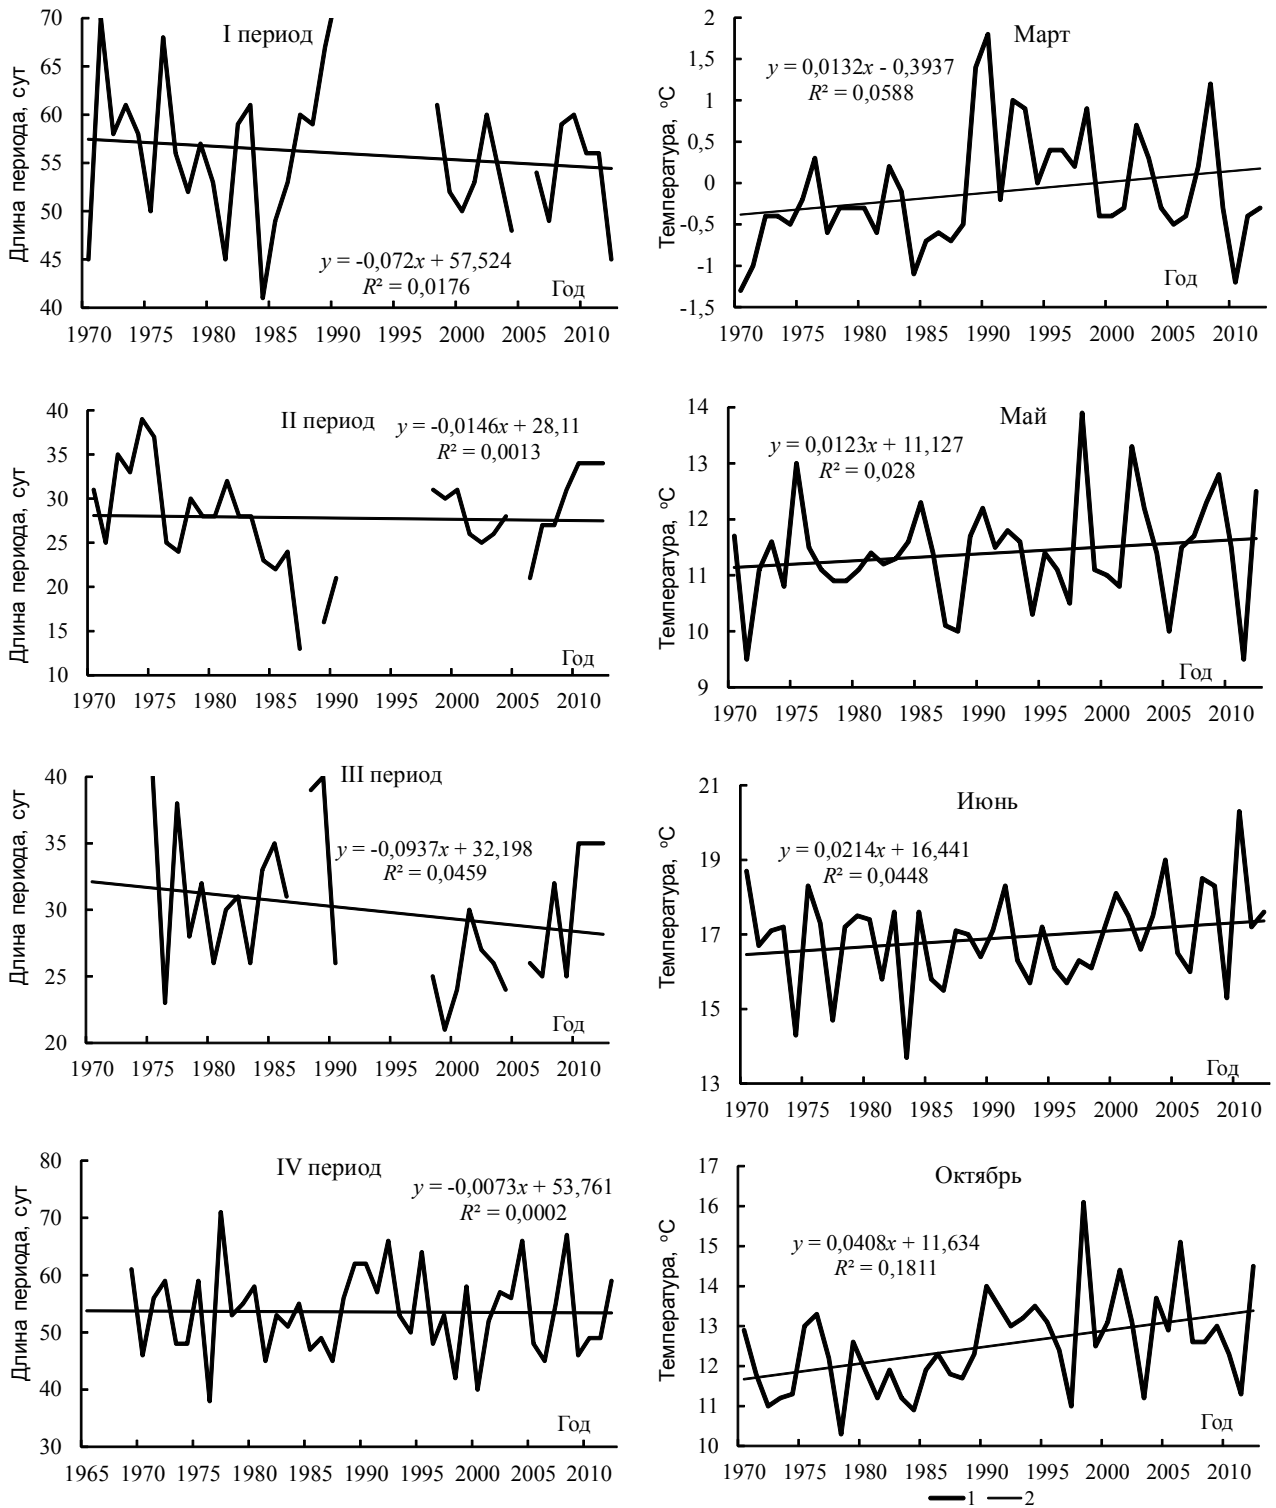 I период
y = -0,072x + 57,524
R² = 0,0176
Длина периода, сут
70
65
60
55
50
45
40
Год
1970 1975 1980 1985 1990 1995 2000 2005 2010
Март
y = 0,0132x - 0,3937
R² = 0,0588
Температура, °С
2
1,5
1
0,5
0
-0,5
-1
-1,5
Год
1970 1975 1980 1985 1990 1995 2000 2005 2010
II период
y = -0,0146x + 28,11
R² = 0,0013
Длина периода, сут
40
35
30
25
20
15
10
Год
1970 1975 1980 1985 1990 1995 2000 2005 2010
Май
y = 0,0123x + 11,127
R² = 0,028
Температура, °С
14
13
12
11
10
9
Год
1970 1975 1980 1985 1990 1995 2000 2005 2010
III период
y = -0,0937x + 32,198
R² = 0,0459
Длина периода, сут
40
35
30
25
20
Год
1970 1975 1980 1985 1990 1995 2000 2005 2010
Июнь
y = 0,0214x + 16,441
R² = 0,0448
Температура, °С
21
19
17
15
13
Год
1970 1975 1980 1985 1990 1995 2000 2005 2010
IV период
y = -0,0073x + 53,761
R² = 0,0002
Длина периода, сут
80
70
60
50
40
30
Год
1965 1970 1975 1980 1985 1990 1995 2000 2005 2010
Октябрь
y = 0,0408x + 11,634
R² = 0,1811
Температура, °С
17
16
15
14
13
12
11
10
Год
1970 1975 1980 1985 1990 1995 2000 2005 2010
1 2